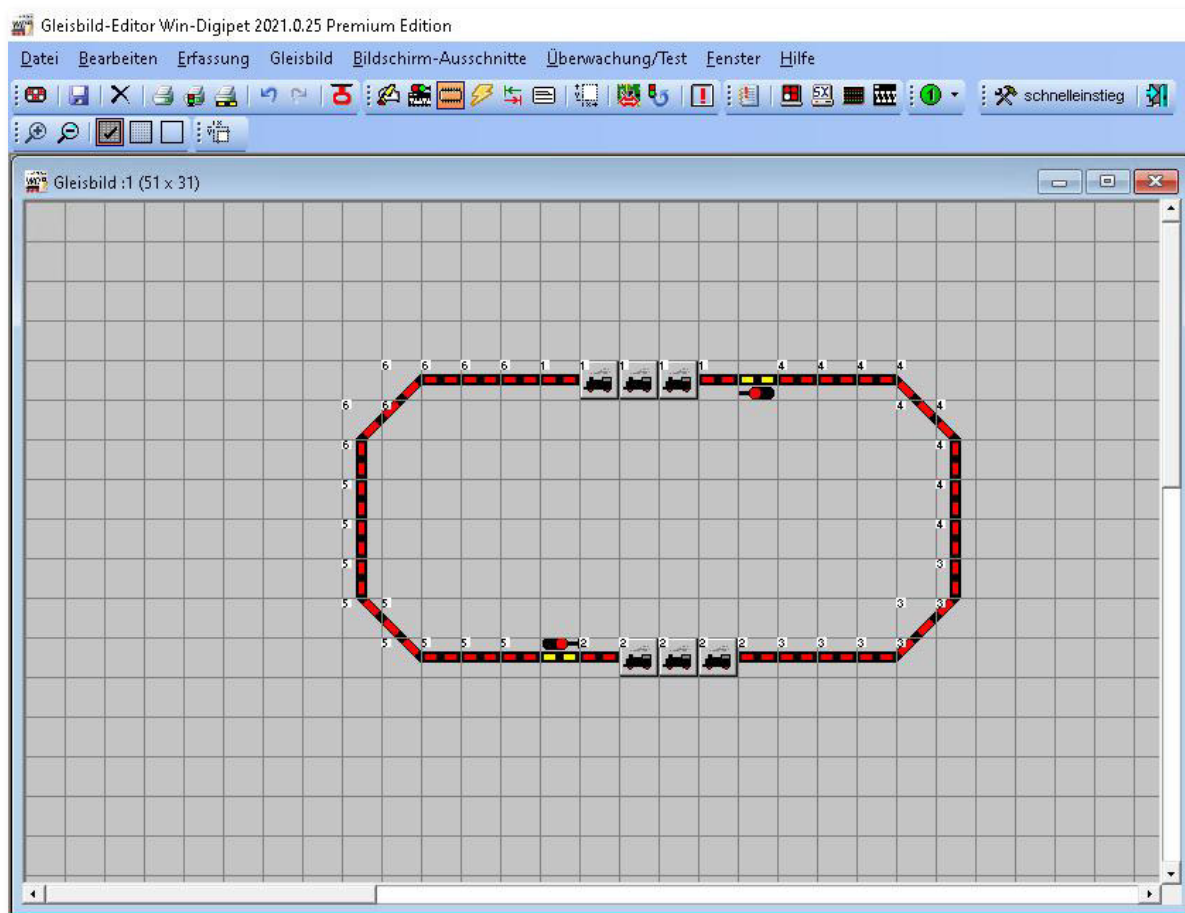 Gleisbild-Editor Win-Digipet 2021.0.25 Premium Edition
Datei Bearbeiten Erfassung Gleisbild Bildschirm-Ausschnitte Überwachung/Test Fenster Hilfe
SX 1 schnelleinstieg
Gleisbild :1 (51 x 31)
6 6 6 6 1 1 1 1 1 4 4 4 4
6 6 4 4
6 4
5 4
5 4
5 3
5 5 3 3
5 5 5 5 2 2 2 2 2 3 3 3 3